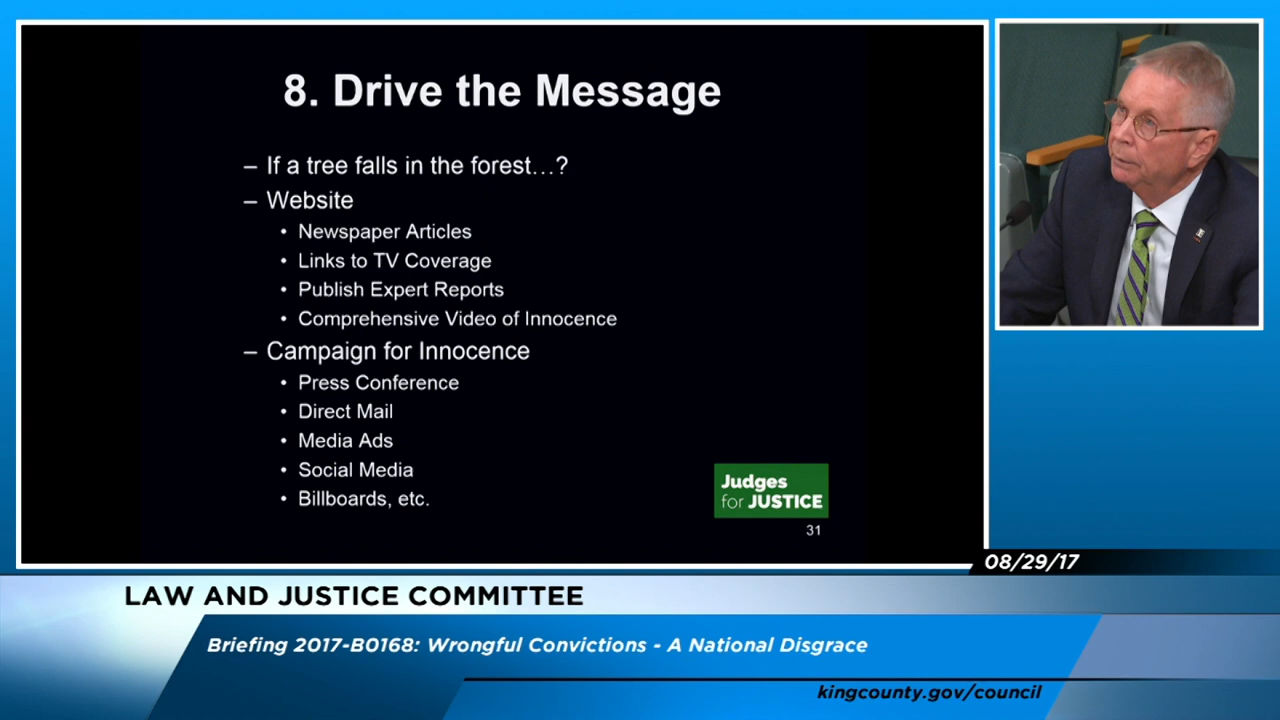 8. Drive the Message
– If a tree falls in the forest…?
– Website
• Newspaper Articles
• Links to TV Coverage
• Publish Expert Reports
• Comprehensive Video of Innocence
– Campaign for Innocence
• Press Conference
• Direct Mail
• Media Ads
• Social Media
• Billboards, etc.
Judges
for JUSTICE
31
08/29/17
LAW AND JUSTICE COMMITTEE
Briefing 2017-B0168: Wrongful Convictions - A National Disgrace
kingcounty.gov/council